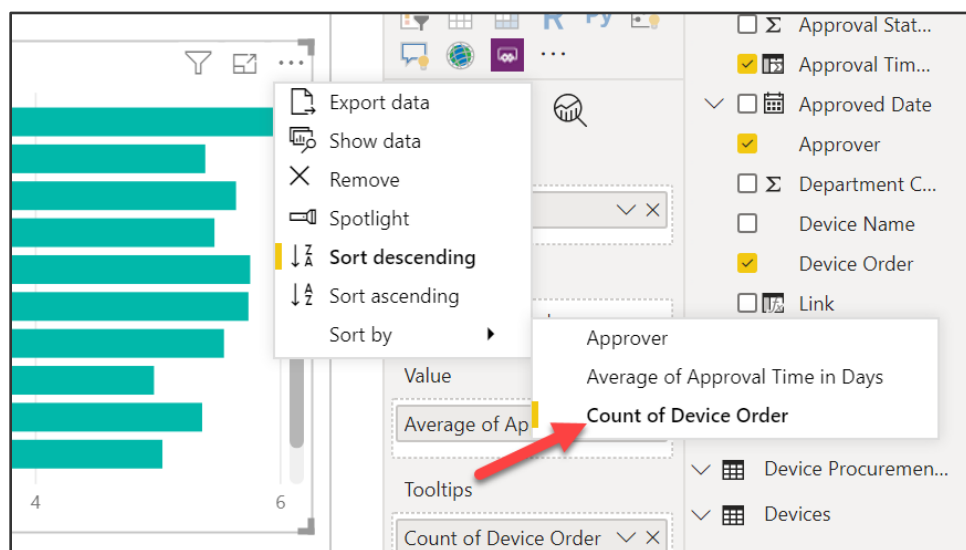 R Py
Approval Stat...
Approval Tim...
Approved Date
Approver
Department C...
Device Name
Device Order
Link
Export data
Show data
Remove
Spotlight
Sort descending
Sort ascending
Sort by
Approver
Average of Approval Time in Days
Count of Device Order
Value
Average of Ap
Tooltips
Count of Device Order
Device Procuremen...
Devices
4
6